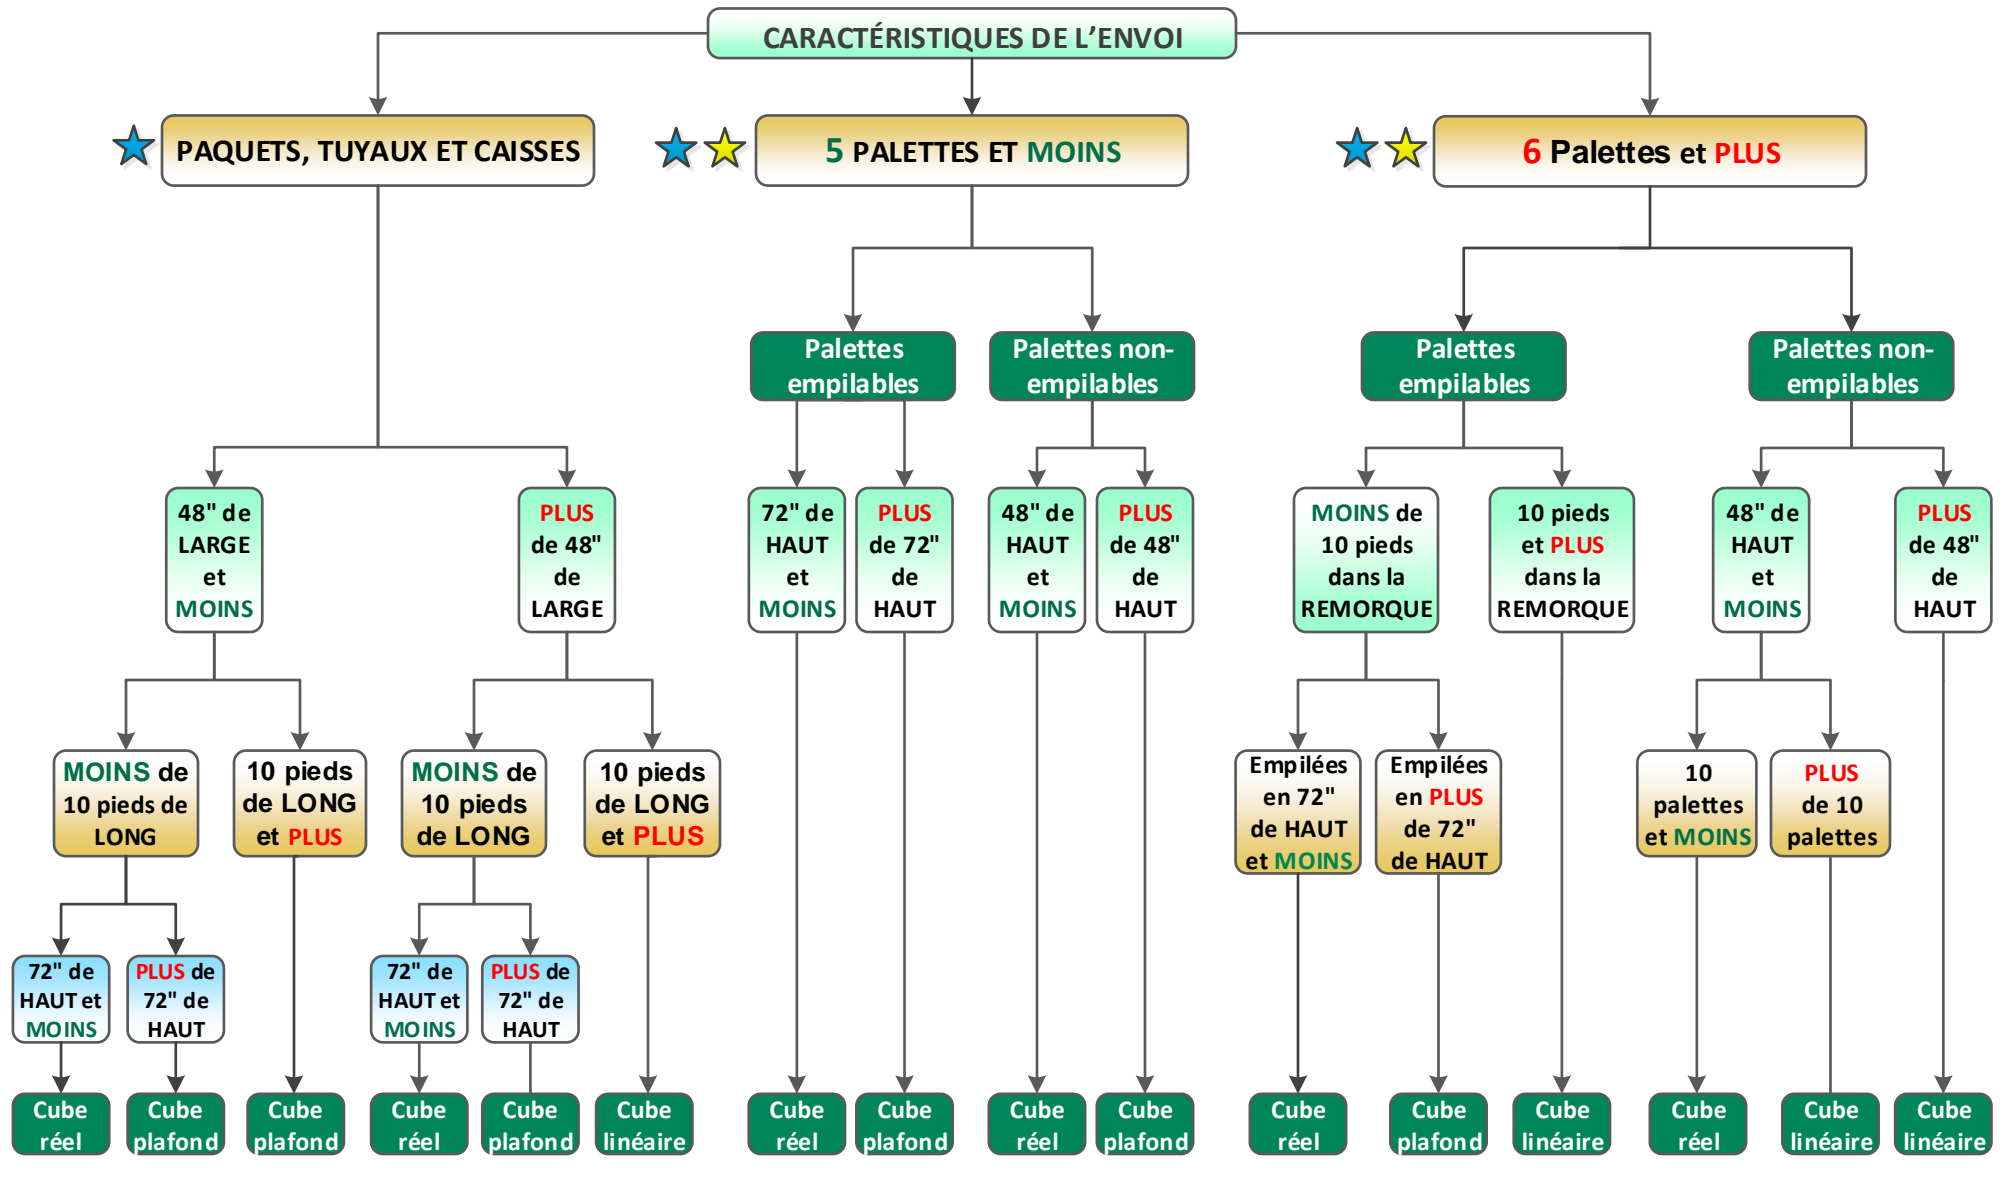 CARACTÉRISTIQUES DE L’ENVOI
PAQUETS, TUYAUX ET CAISSES
5 PALETTES ET MOINS
6 Palettes et PLUS
Palettes
empilables
Palettes non-
empilables
Palettes
empilables
Palettes non-
empilables
48" de
LARGE
et
MOINS
PLUS
de 48"
de
LARGE
72" de
HAUT
et
MOINS
PLUS
de 72"
de
HAUT
48" de
HAUT
et
MOINS
PLUS
de 48"
de
HAUT
MOINS de
10 pieds
dans la
REMORQUE
10 pieds
et PLUS
dans la
REMORQUE
48" de
HAUT
et
MOINS
PLUS
de 48"
de
HAUT
MOINS de
10 pieds de
LONG
10 pieds
de LONG
et PLUS
MOINS de
10 pieds
de LONG
10 pieds
de LONG
et PLUS
Empilées
en 72"
de HAUT
et MOINS
Empilées
en PLUS
de 72"
de HAUT
10
palettes
et MOINS
PLUS
de 10
palettes
72" de
HAUT et
MOINS
PLUS de
72" de
HAUT
72" de
HAUT et
MOINS
PLUS de
72" de
HAUT
Cube
réel
Cube
plafond
Cube
plafond
Cube
réel
Cube
plafond
Cube
linéaire
Cube
réel
Cube
plafond
Cube
réel
Cube
plafond
Cube
réel
Cube
plafond
Cube
linéaire
Cube
réel
Cube
linéaire
Cube
linéaire